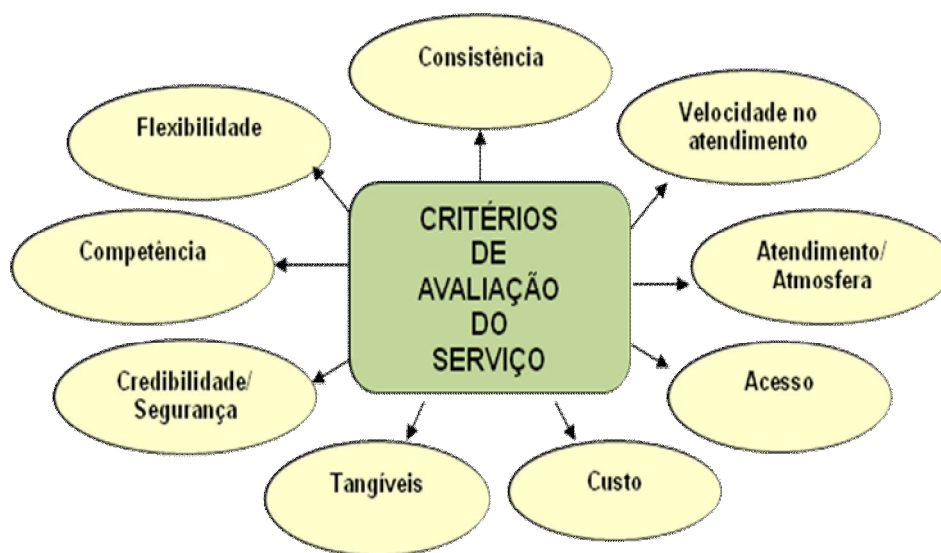 Consistência
Velocidade no
atendimento
Flexibilidade
CRITÉRIOS
DE
AVALIAÇÃO
DO
SERVIÇO
Competência
Atendimento/
Atmosfera
Credibilidade/
Segurança
Acesso
Tangíveis
Custo